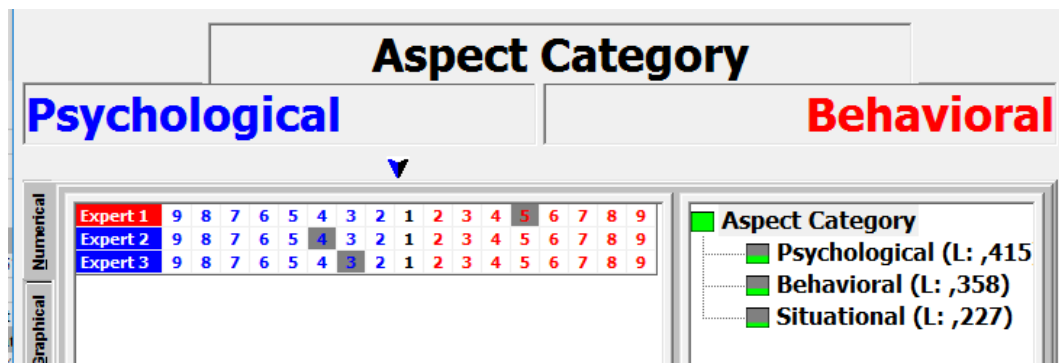 Aspect Category
Psychological Behavioral
Numerical
Expert 1 9 8 7 6 5 4 3 2 1 2 3 4 5 6 7 8 9
Expert 2 9 8 7 6 5 4 3 2 1 2 3 4 5 6 7 8 9
Expert 3 9 8 7 6 5 4 3 2 1 2 3 4 5 6 7 8 9
Graphical
Aspect Category
Psychological (L: ,415
Behavioral (L: ,358)
Situational (L: ,227)